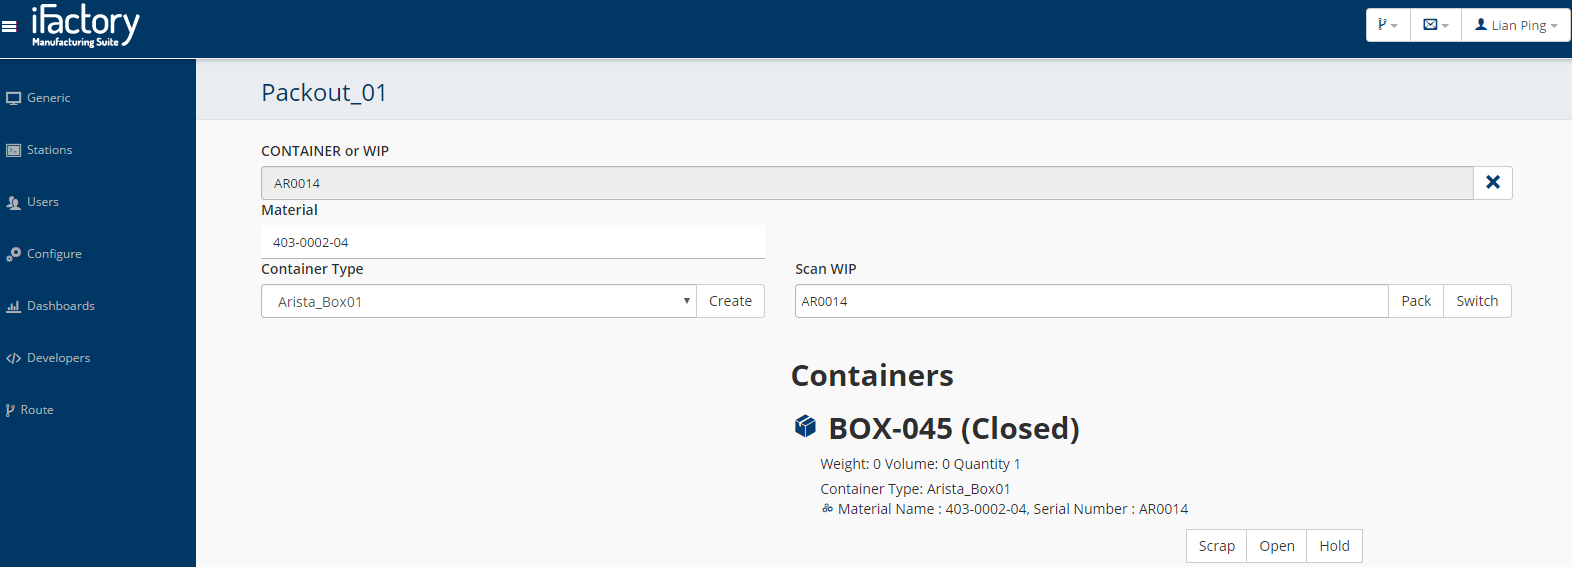 iFactory
Manufacturing Suite
Lian Ping
Generic
Stations
Users
Configure
Dashboards
Developers
Route
Packout_01
CONTAINER or WIP
AR0014
Material
403-0002-04
Container Type
Scan WIP
Arista_Box01
Create
AR0014
Pack
Switch
Containers
BOX-045 (Closed)
Weight: 0 Volume: 0 Quantity 1
Container Type: Arista_Box01
Material Name : 403-0002-04, Serial Number : AR0014
Scrap
Open
Hold